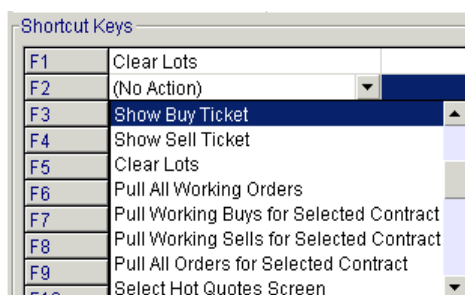 Shortcut Keys
F1 Clear Lots
F2 (No Action)
F3 Show Buy Ticket
F4 Show Sell Ticket
F5 Clear Lots
F6 Pull All Working Orders
F7 Pull Working Buys for Selected Contract
F8 Pull Working Sells for Selected Contract
F9 Pull All Orders for Selected Contract
F10 Select Hot Quotes Screen